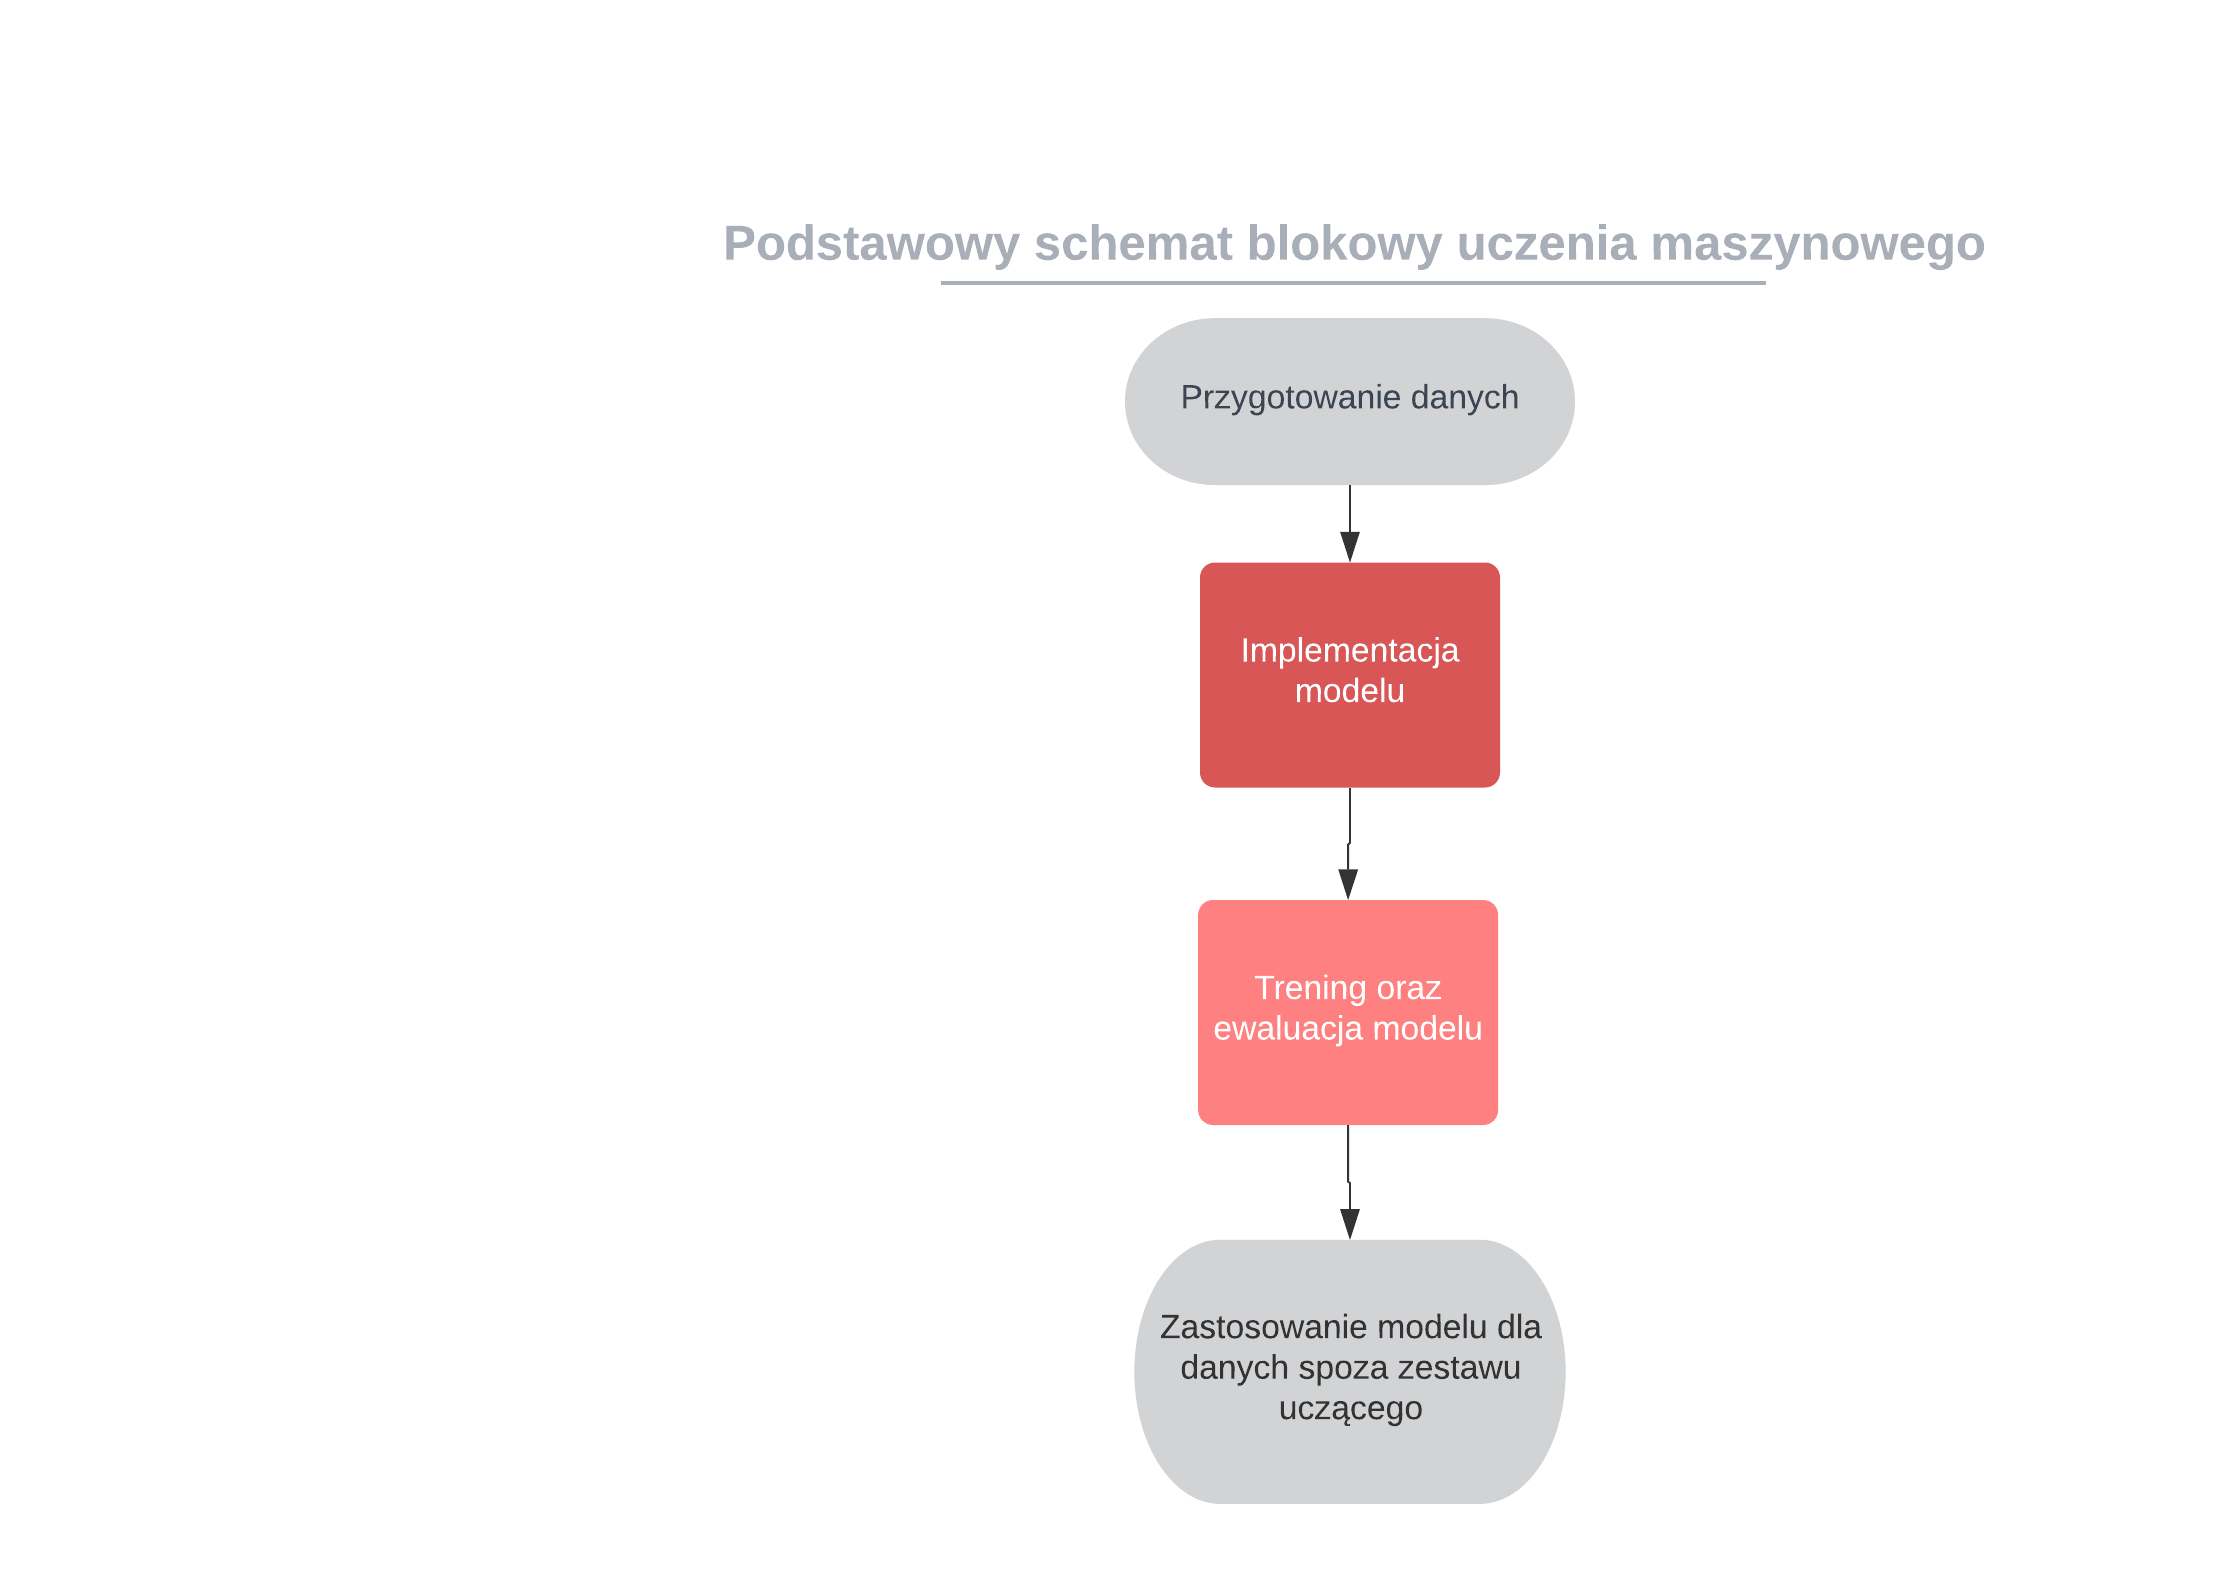 Podstawowy schemat blokowy uczenia maszynowego
Przygotowanie danych
Implementacja
modelu
Trening oraz
ewaluacja modelu
Zastosowanie modelu dla
danych spoza zestawu
uczącego